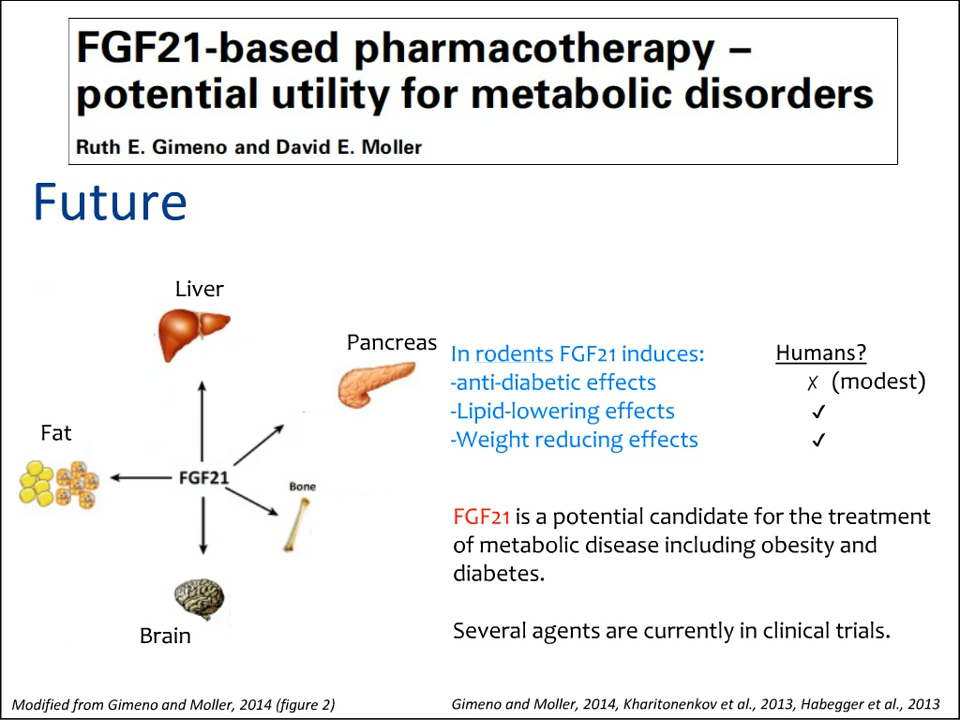 FGF21-based pharmacotherapy –
potential utility for metabolic disorders
Ruth E. Gimeno and David E. Moller
Future
Liver
Pancreas
Fat
FGF21
Bone
Brain
In rodents FGF21 induces:
-anti-diabetic effects
-Lipid-lowering effects
-Weight reducing effects
Humans?
✗ (modest)
✓
✓
FGF21 is a potential candidate for the treatment
of metabolic disease including obesity and
diabetes.
Several agents are currently in clinical trials.
Modified from Gimeno and Moller, 2014 (figure 2)
Gimeno and Moller, 2014, Kharitonenkov et al., 2013, Habegger et al., 2013